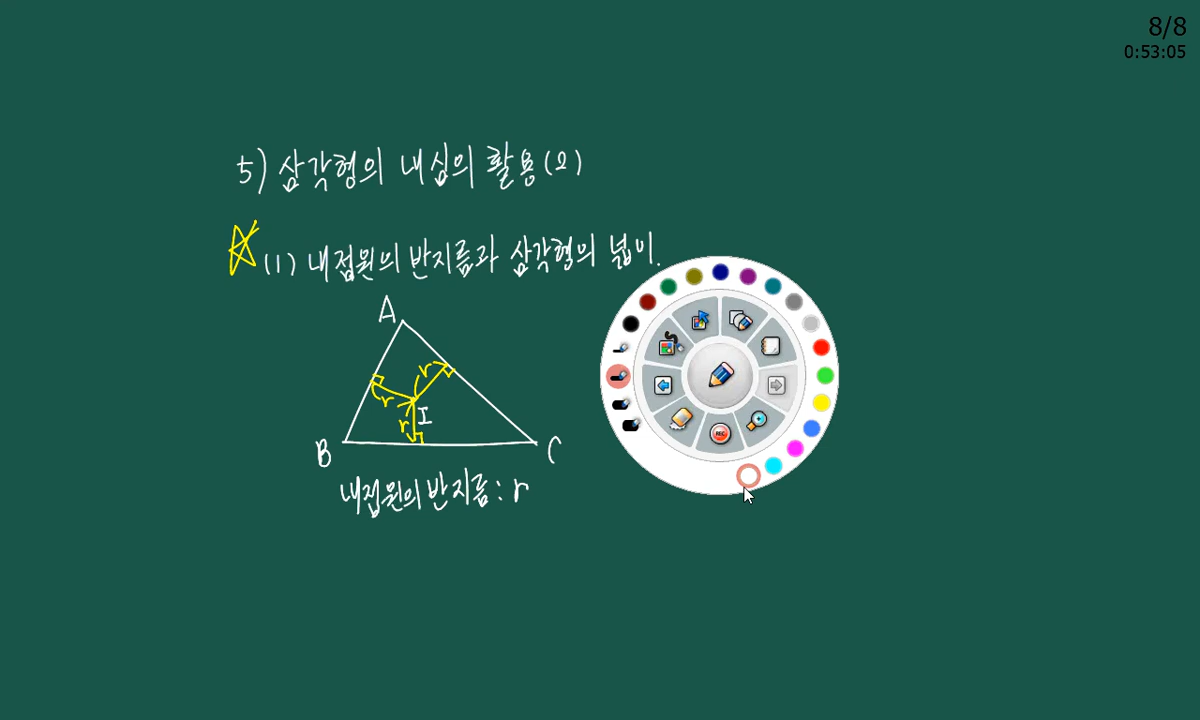 8/8
0:53:05
5) 삼각형의 내심의 활용(2)
☆ (1) 내접원의 반지름과 삼각형의 넓이.
A
r
r
I
r
B
C
내접원의 반지름 : r
REC